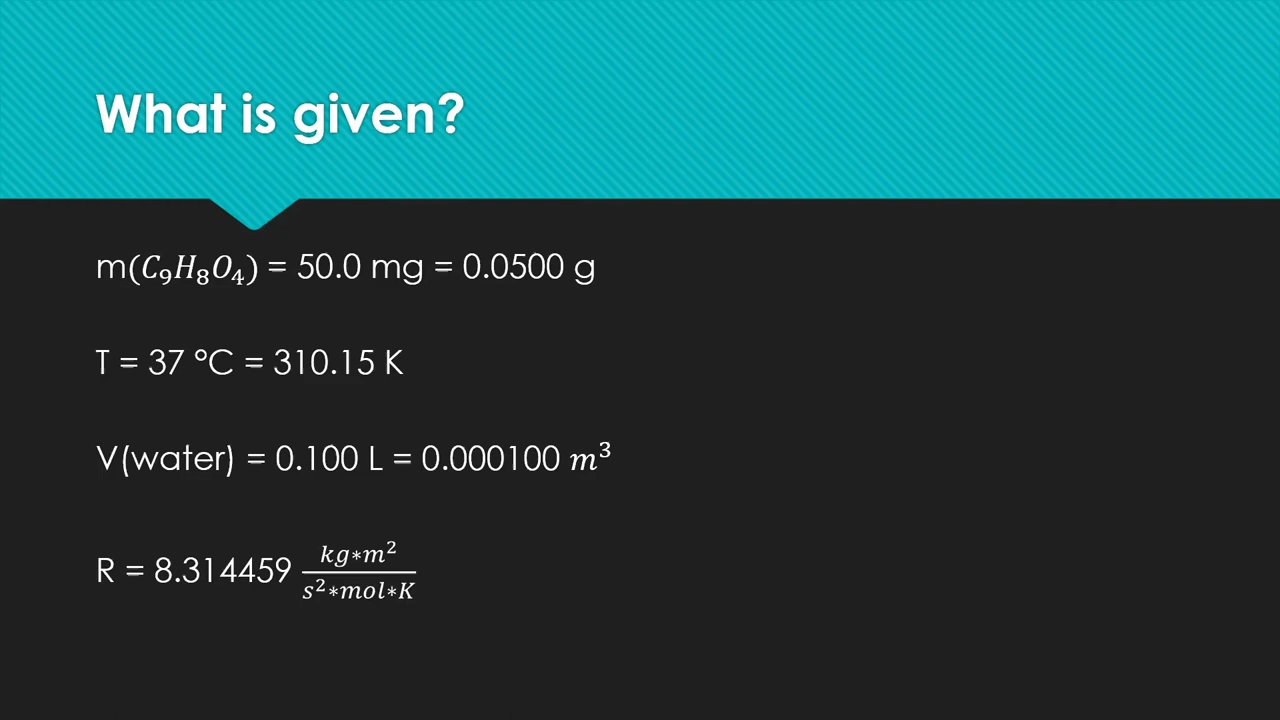 What is given?
m(C₉H₈O₄) = 50.0 mg = 0.0500 g
T = 37 °C = 310.15 K
V(water) = 0.100 L = 0.000100 m³
R = 8.314459 kg∗m²/s²∗mol∗K